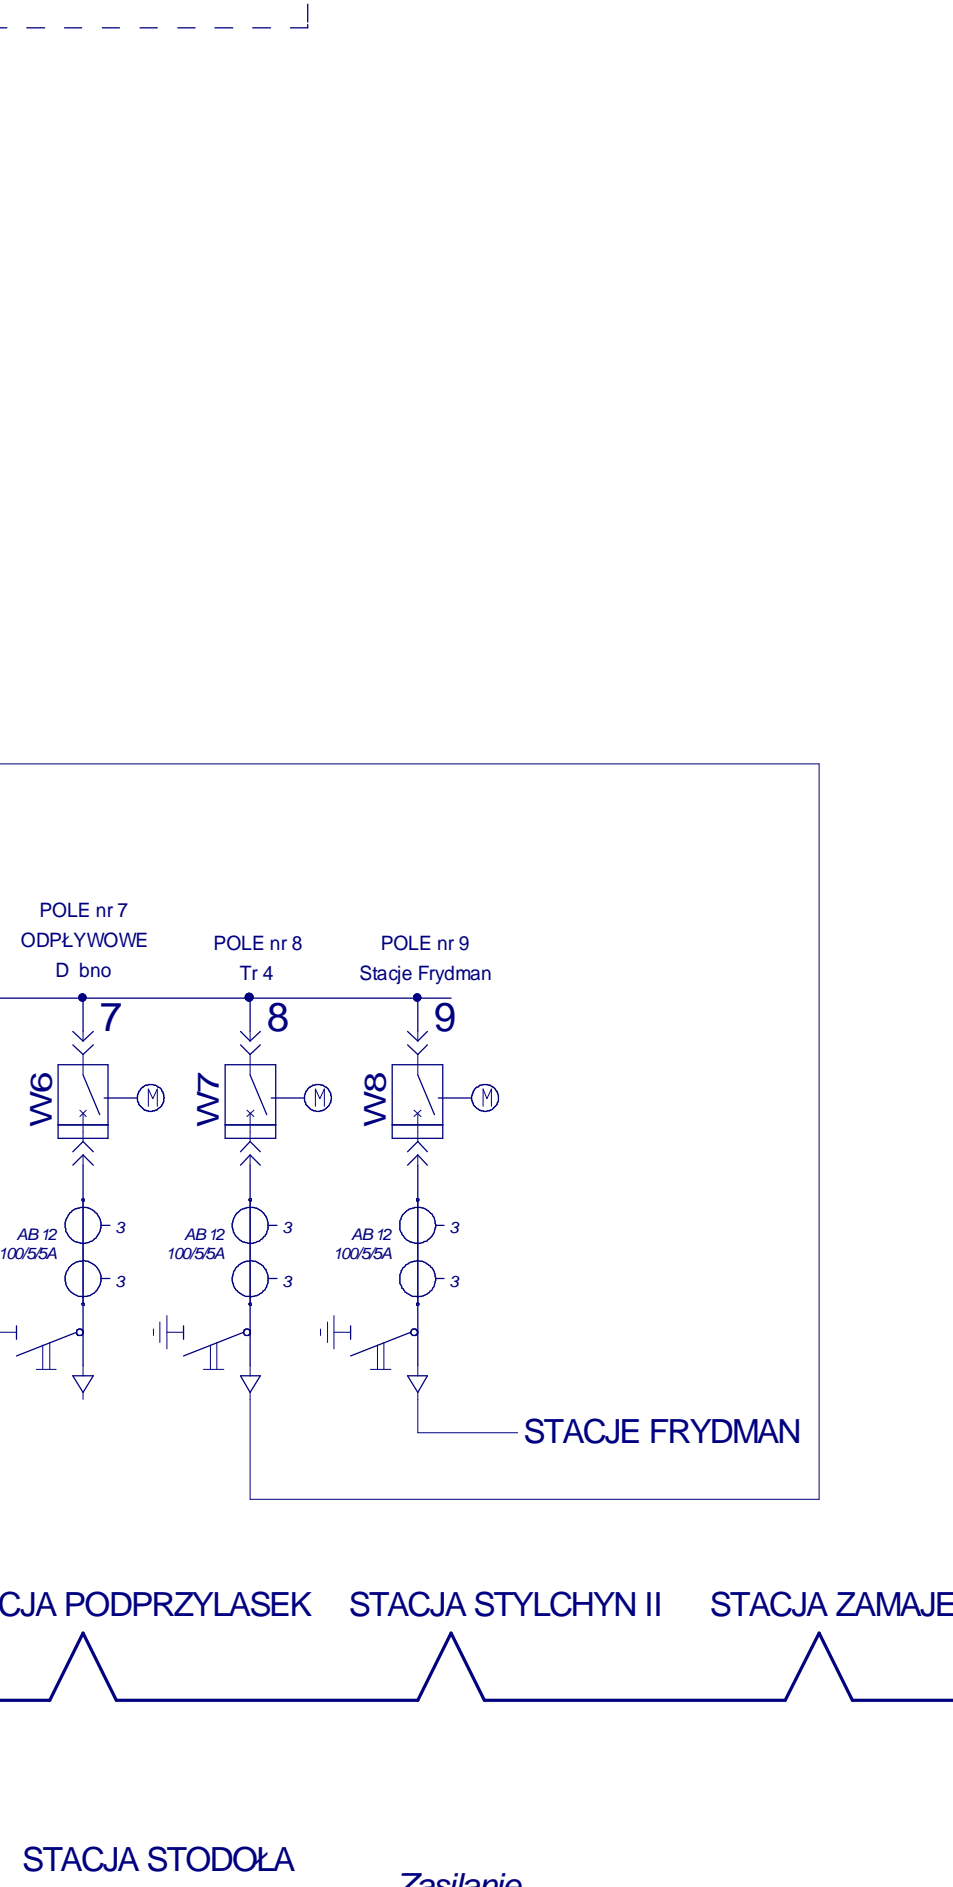 POLE nr 7
ODPŁYWOWE
D bno
POLE nr 8
Tr 4
POLE nr 9
Stacje Frydman
7
8
9
W6
M
W7
M
W8
M
AB 12
100/5/5A
3
3
AB 12
100/5/5A
3
3
AB 12
100/5/5A
3
3
STACJE FRYDMAN
CJA PODPRZYLASEK
STACJA STYLCHYN II
STACJA ZAMAJE
STACJA STODOŁA
Zasilanie